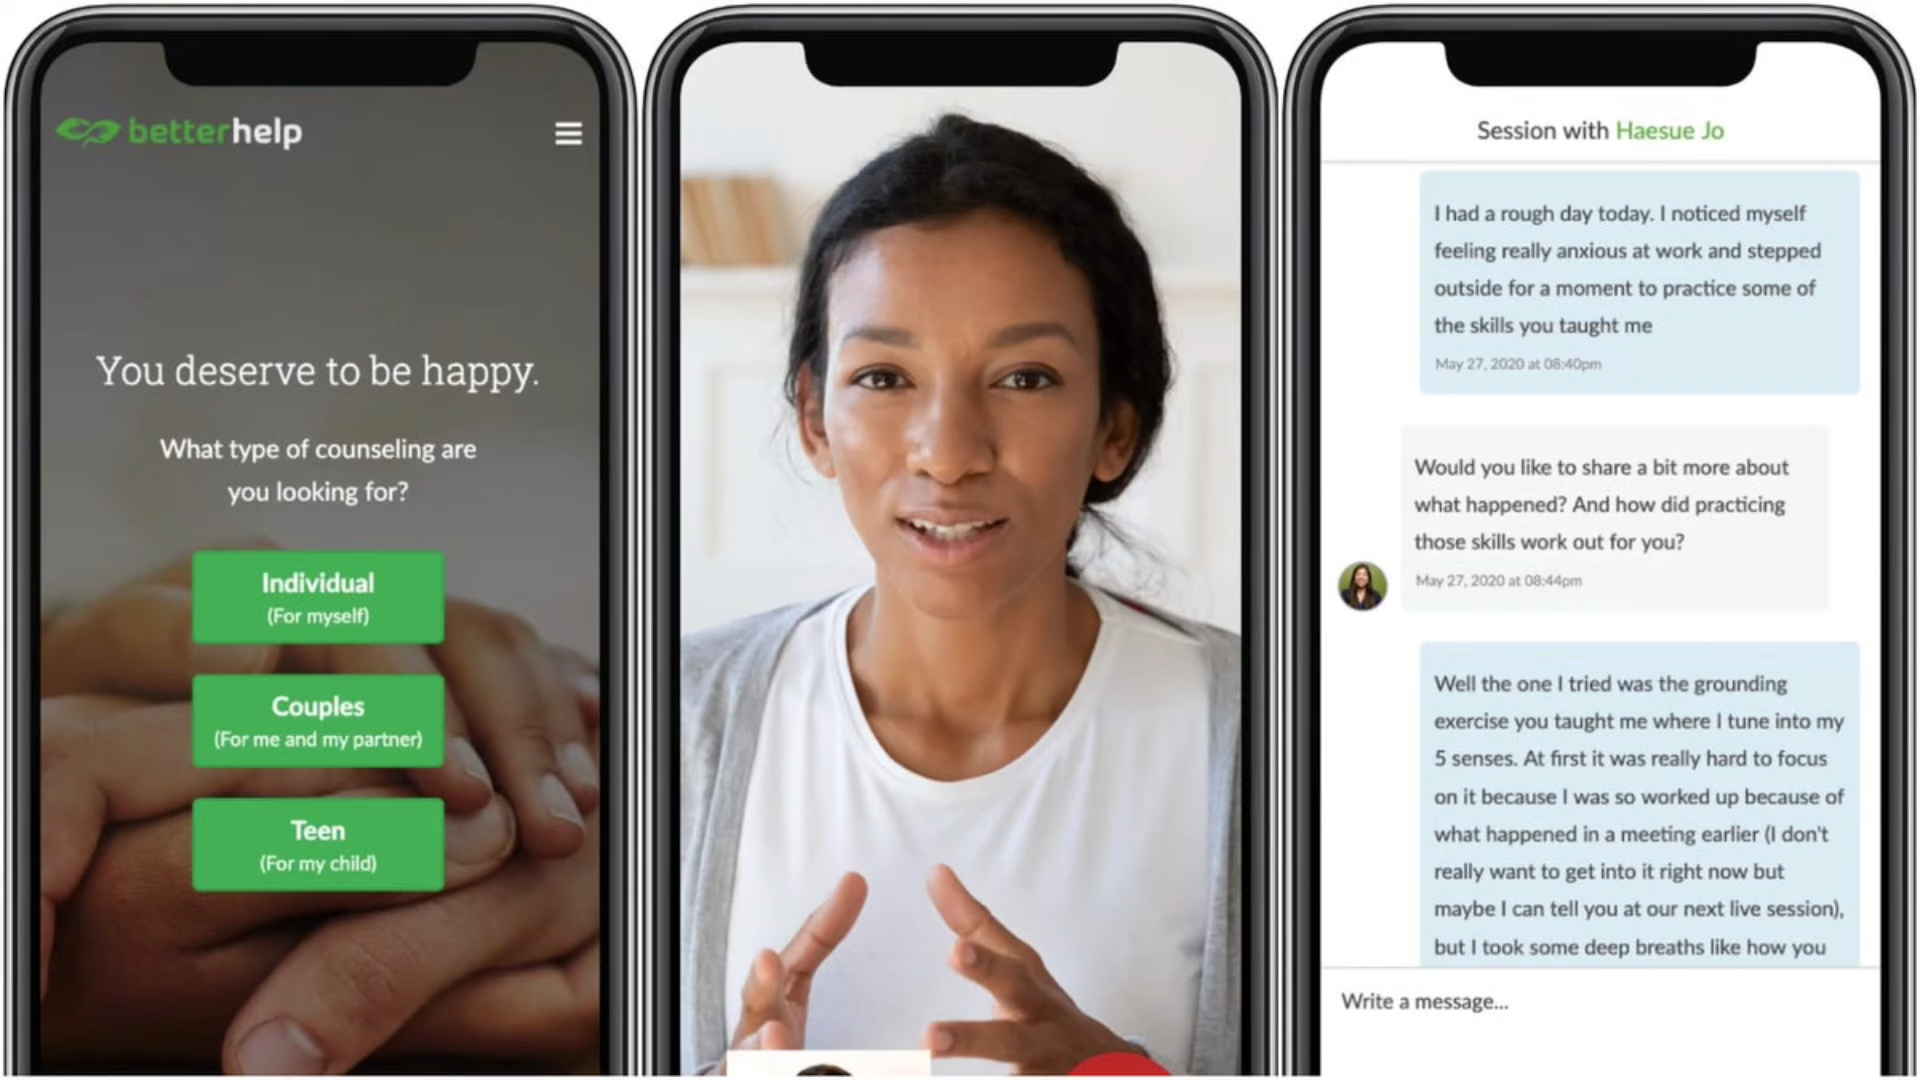 betterhelp
You deserve to be happy.
What type of counseling are
you looking for?
Individual
(For myself)
Couples
(For me and my partner)
Teen
(For my child)
Session with Haesue Jo
I had a rough day today. I noticed myself
feeling really anxious at work and stepped
outside for a moment to practice some of
the skills you taught me
May 27, 2020 at 08:40pm
Would you like to share a bit more about
what happened? And how did practicing
those skills work out for you?
May 27, 2020 at 08:44pm
Well the one I tried was the grounding
exercise you taught me where I tune into my
5 senses. At first it was really hard to focus
on it because I was so worked up because of
what happened in a meeting earlier (I don't
really want to get into it right now but
maybe I can tell you at our next live session),
but I took some deep breaths like how you
Write a message...